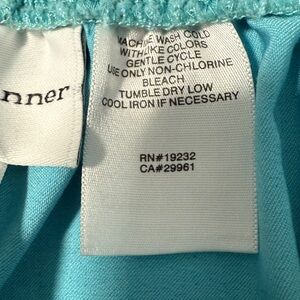 nner
MACHINE WASH COLD
WITH LIKE COLORS
GENTLE CYCLE
USE ONLY NON-CHLORINE
BLEACH
TUMBLE DRY LOW
COOL IRON IF NECESSARY
RN#19232
CA#29961